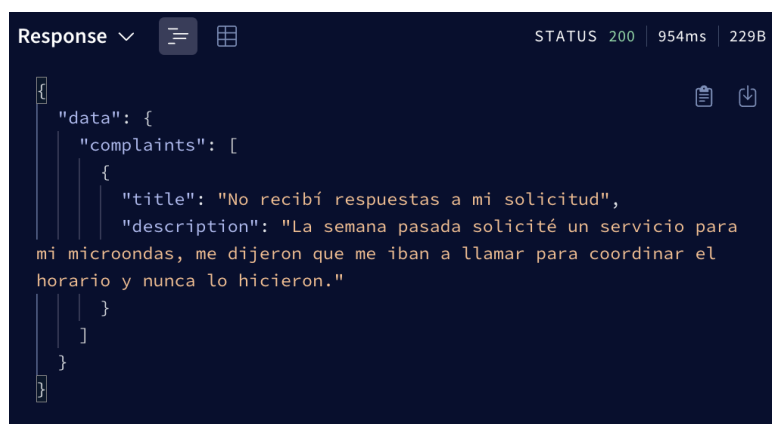 Response STATUS 200 954ms 229B
{
"data": {
"complaints": [
{
"title": "No recibí respuestas a mi solicitud",
"description": "La semana pasada solicité un servicio para
mi microondas, me dijeron que me iban a llamar para coordinar el
horario y nunca lo hicieron."
}
]
}
}